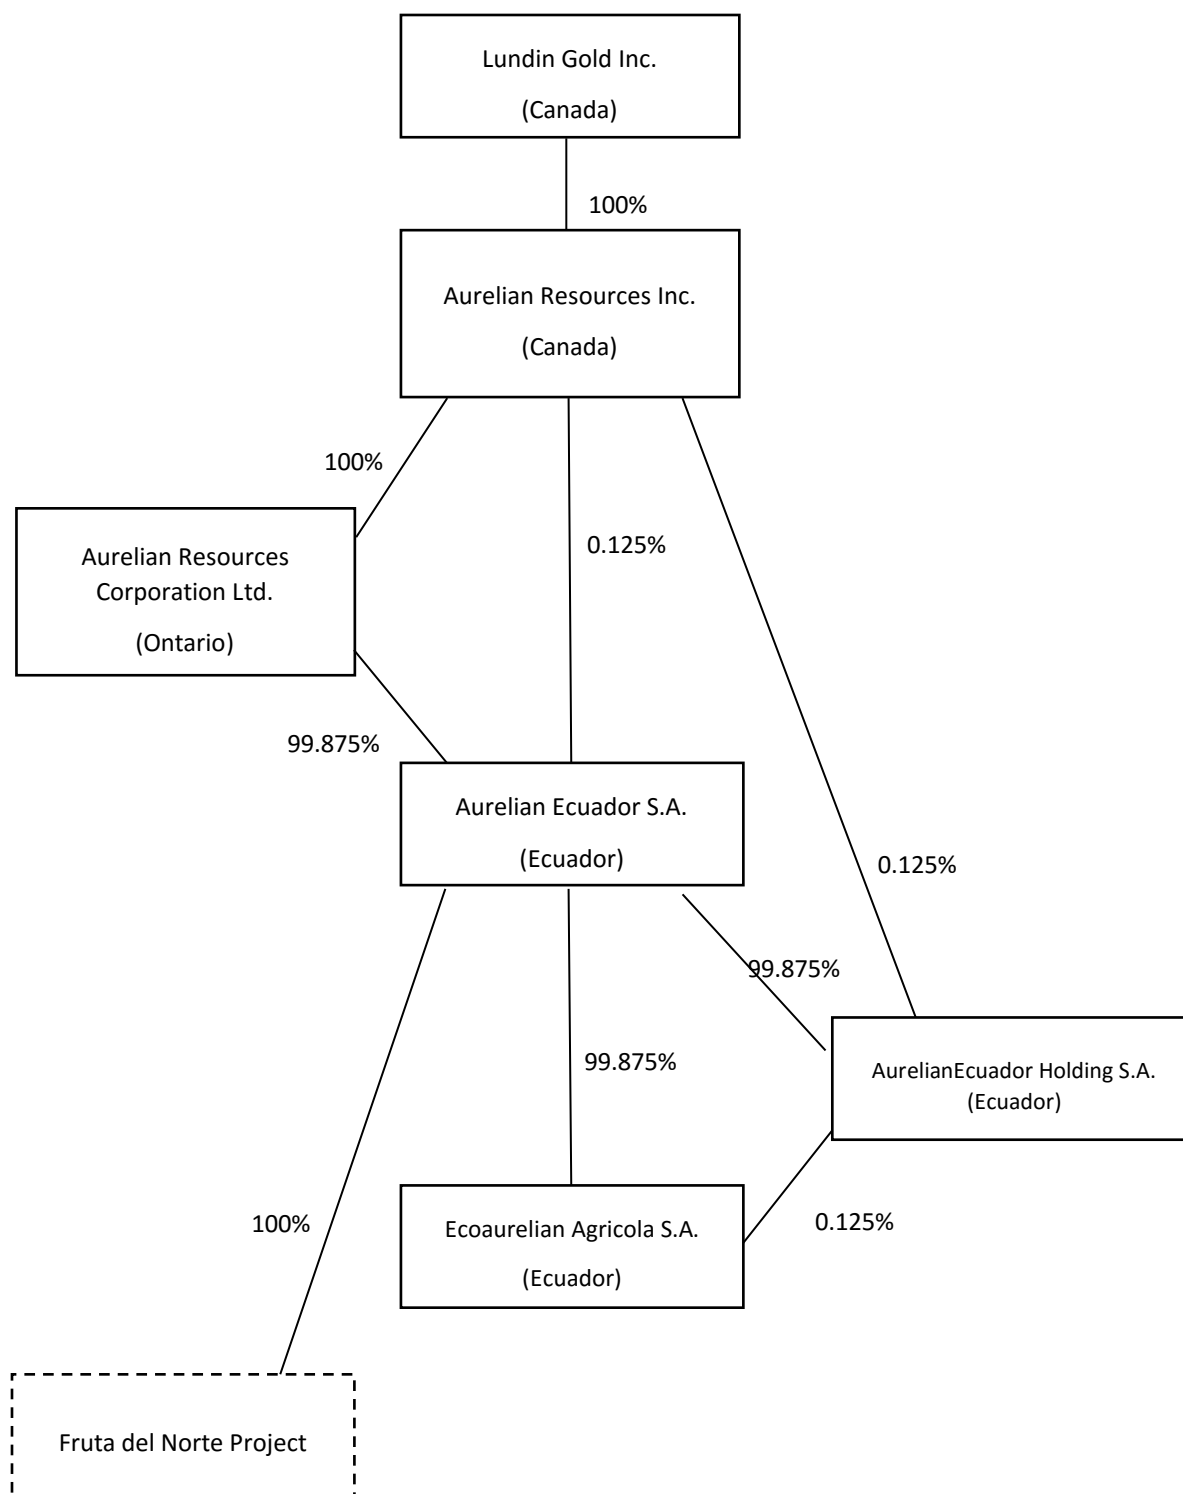 Lundin Gold Inc.
(Canada)
100%
Aurelian Resources Inc.
(Canada)
100%
Aurelian Resources
Corporation Ltd.
(Ontario)
0.125%
99.875%
Aurelian Ecuador S.A.
(Ecuador)
0.125%
99.875%
99.875%
AurelianEcuador Holding S.A.
(Ecuador)
100%
Ecoaurelian Agricola S.A.
(Ecuador)
0.125%
Fruta del Norte Project